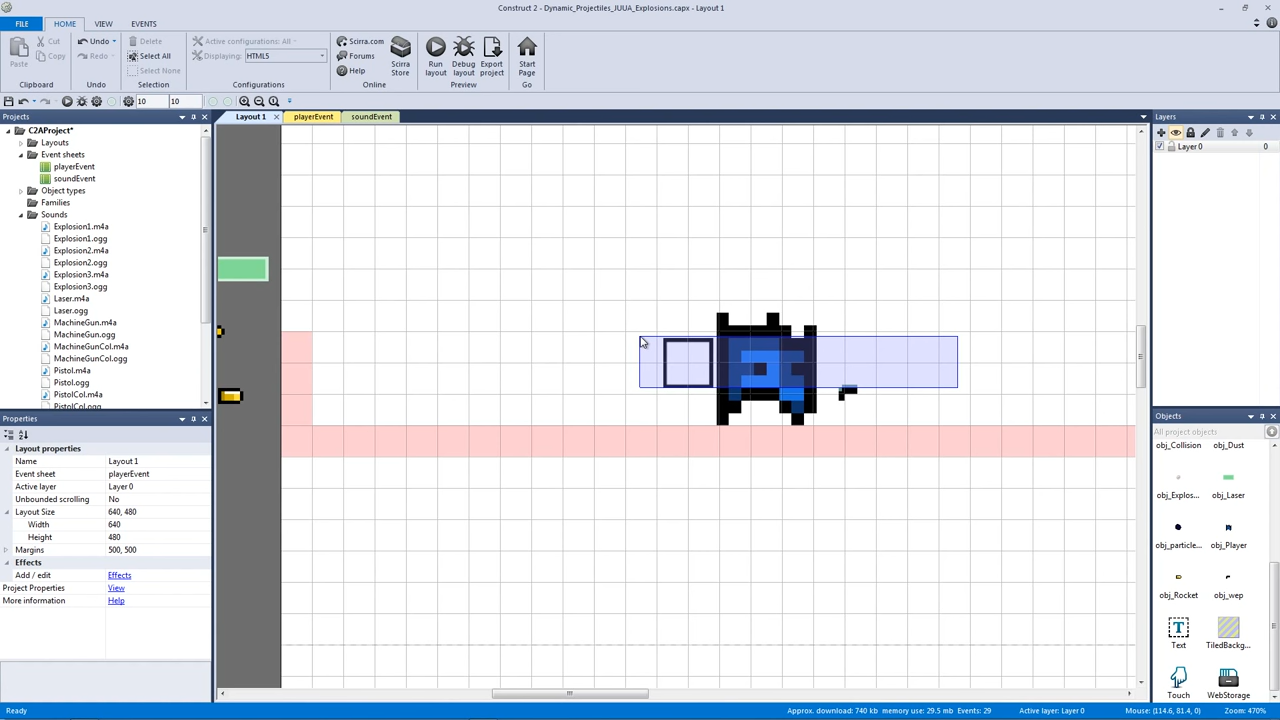 Construct 2 - Dynamic_Projectiles_JUUA_Explosions.capx - Layout 1
FILE HOME VIEW EVENTS
Paste
Cut
Copy
Clipboard
Undo
Redo
Undo
Delete
Select All
Select None
Selection
Active configurations: All
Displaying: HTML5
Configurations
Scirra.com
Forums
Help
Scirra Store
Online
Run layout
Debug layout
Export project
Preview
Start Page
Go
10 10
Projects
C2AProject*
Layouts
Event sheets
playerEvent
soundEvent
Object types
Families
Sounds
Explosion1.m4a
Explosion1.ogg
Explosion2.m4a
Explosion2.ogg
Explosion3.m4a
Explosion3.ogg
Laser.m4a
Laser.ogg
MachineGun.m4a
MachineGun.ogg
MachineGunCol.m4a
MachineGunCol.ogg
Pistol.m4a
Pistol.ogg
PistolCol.m4a
PistolCol.ogg
Properties
Layout properties
Name Layout 1
Event sheet playerEvent
Active layer Layer 0
Unbounded scrolling No
Layout Size 640, 480
Width 640
Height 480
Margins 500, 500
Effects
Add / edit Effects
Project Properties View
More information Help
Layout 1 playerEvent soundEvent
Layers
Layer 0 0
Objects
All project objects
obj_Collision obj_Dust
obj_Explos... obj_Laser
obj_particle... obj_Player
obj_Rocket obj_wep
Text TiledBackg...
Touch WebStorage
Ready
Approx. download: 740 kb memory use: 29.5 mb Events: 29 Active layer: Layer 0 Mouse: (114.6, 81.4, 0) Zoom: 470%